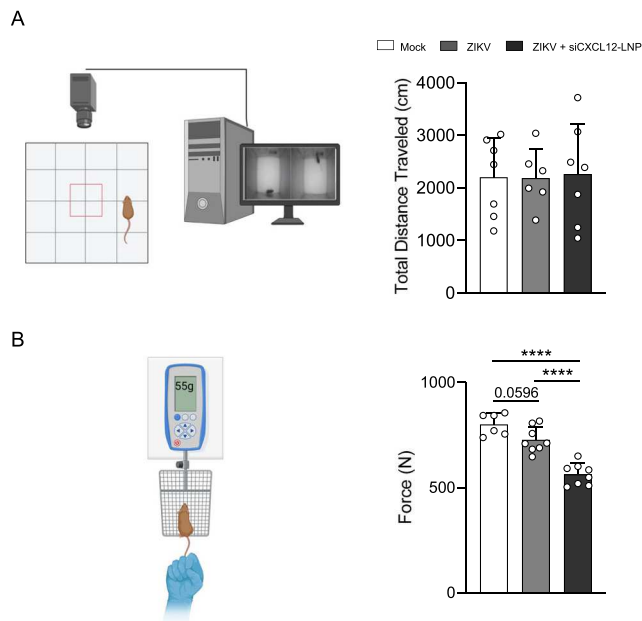 A
Mock ZIKV ZIKV + siCXCL12-LNP
Total Distance Traveled (cm)
4000
3000
2000
1000
0
B
55g
Force (N)
1000
500
0
****
****
0.0596